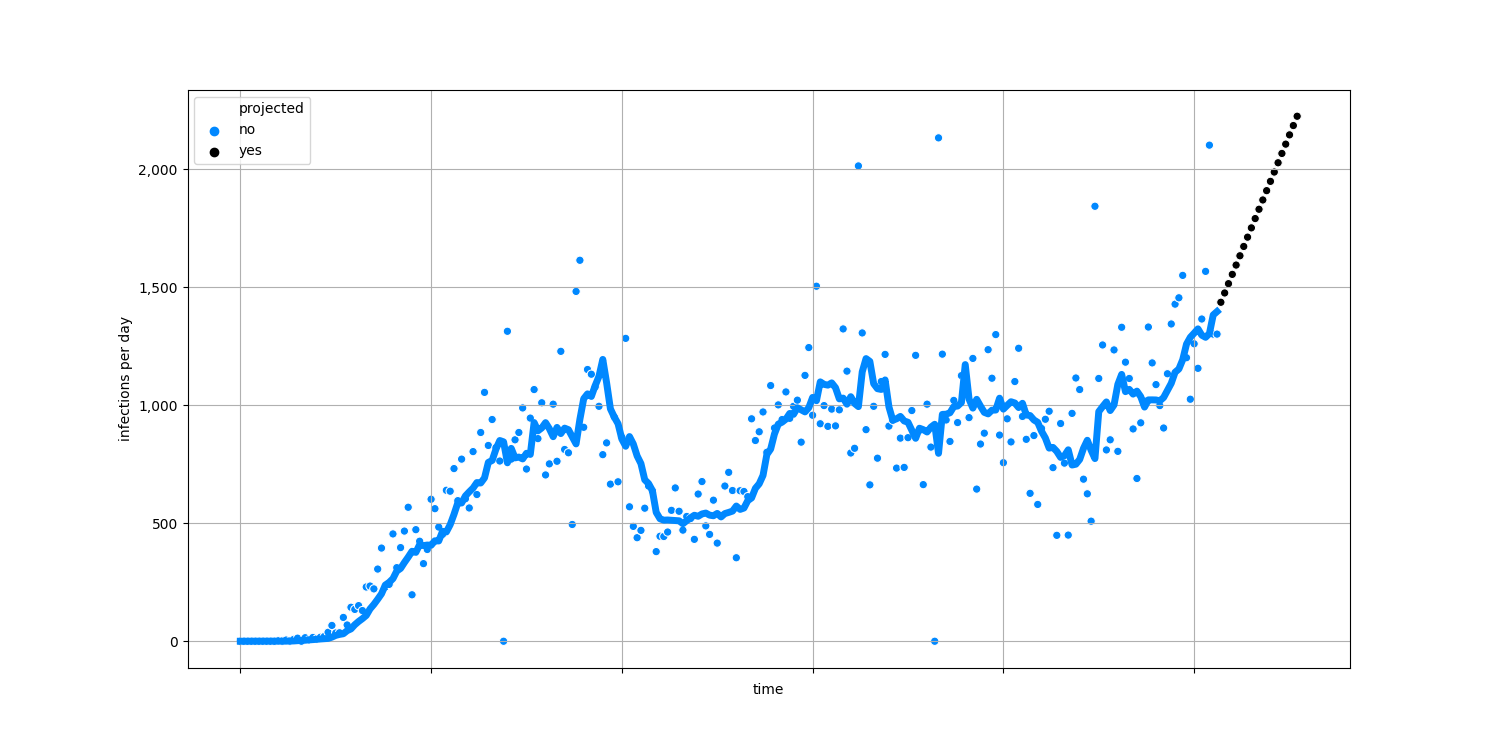 projected
no
yes
2,000
1,500
1,000
500
0
infections per day
time